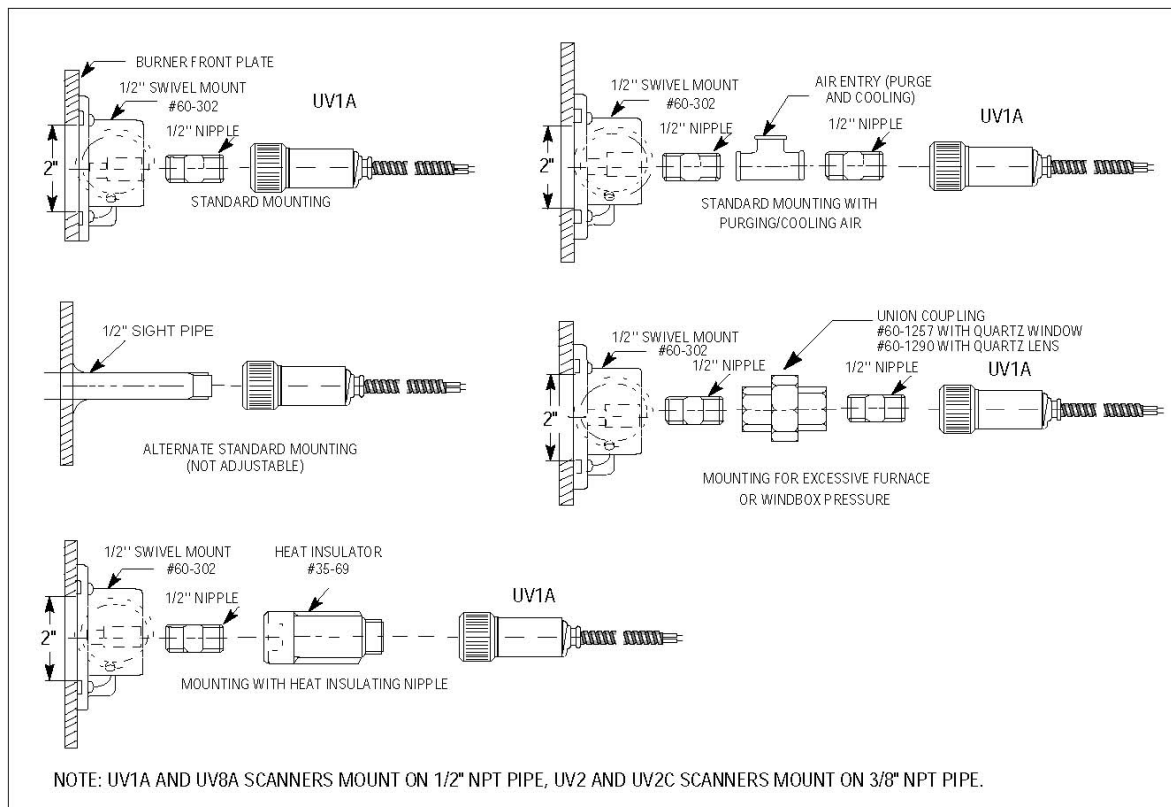 BURNER FRONT PLATE
1/2'' SWIVEL MOUNT
#60-302
UV1A
1/2'' NIPPLE
2"
STANDARD MOUNTING
1/2'' SWIVEL MOUNT
#60-302
AIR ENTRY (PURGE
AND COOLING)
1/2'' NIPPLE
1/2'' NIPPLE
UV1A
2"
STANDARD MOUNTING WITH
PURGING/COOLING AIR
1/2" SIGHT PIPE
ALTERNATE STANDARD MOUNTING
(NOT ADJUSTABLE)
UNION COUPLING
#60-1257 WITH QUARTZ WINDOW
#60-1290 WITH QUARTZ LENS
1/2'' SWIVEL MOUNT
#60-302
1/2'' NIPPLE
1/2'' NIPPLE
UV1A
2"
MOUNTING FOR EXCESSIVE FURNACE
OR WINDBOX PRESSURE
1/2'' SWIVEL MOUNT
#60-302
HEAT INSULATOR
#35-69
1/2'' NIPPLE
UV1A
2"
MOUNTING WITH HEAT INSULATING NIPPLE
NOTE: UV1A AND UV8A SCANNERS MOUNT ON 1/2" NPT PIPE, UV2 AND UV2C SCANNERS MOUNT ON 3/8" NPT PIPE.